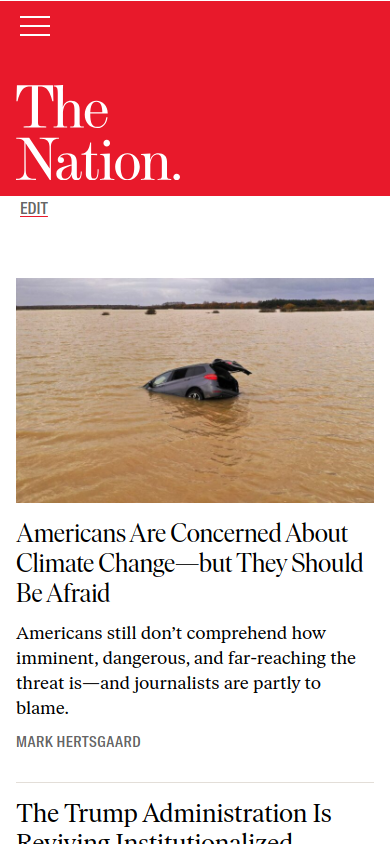 The
Nation.
EDIT
Americans Are Concerned About
Climate Change—but They Should
Be Afraid
Americans still don’t comprehend how
imminent, dangerous, and far-reaching the
threat is—and journalists are partly to
blame.
MARK HERTSGAARD
The Trump Administration Is
Reviving Institutionalized